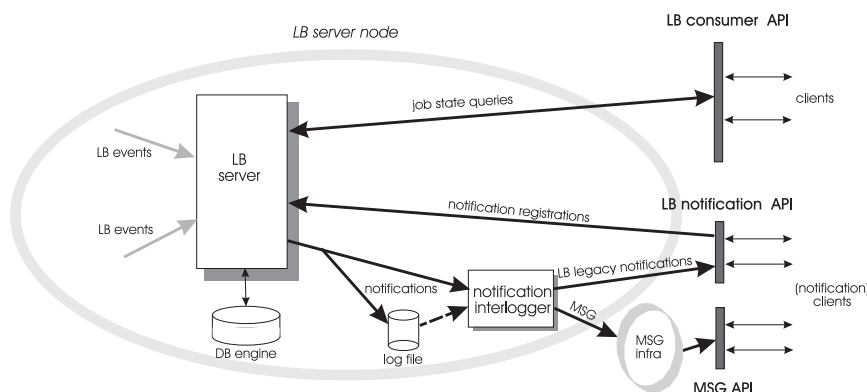 LB consumer API
LB server node
job state queries
clients
LB events
LB
server
notification registrations
LB notification API
LB events
LB legacy notifications
notifications
notification
interlogger
(notification)
clients
MSG
DB engine
log file
MSG
infra
MSG API